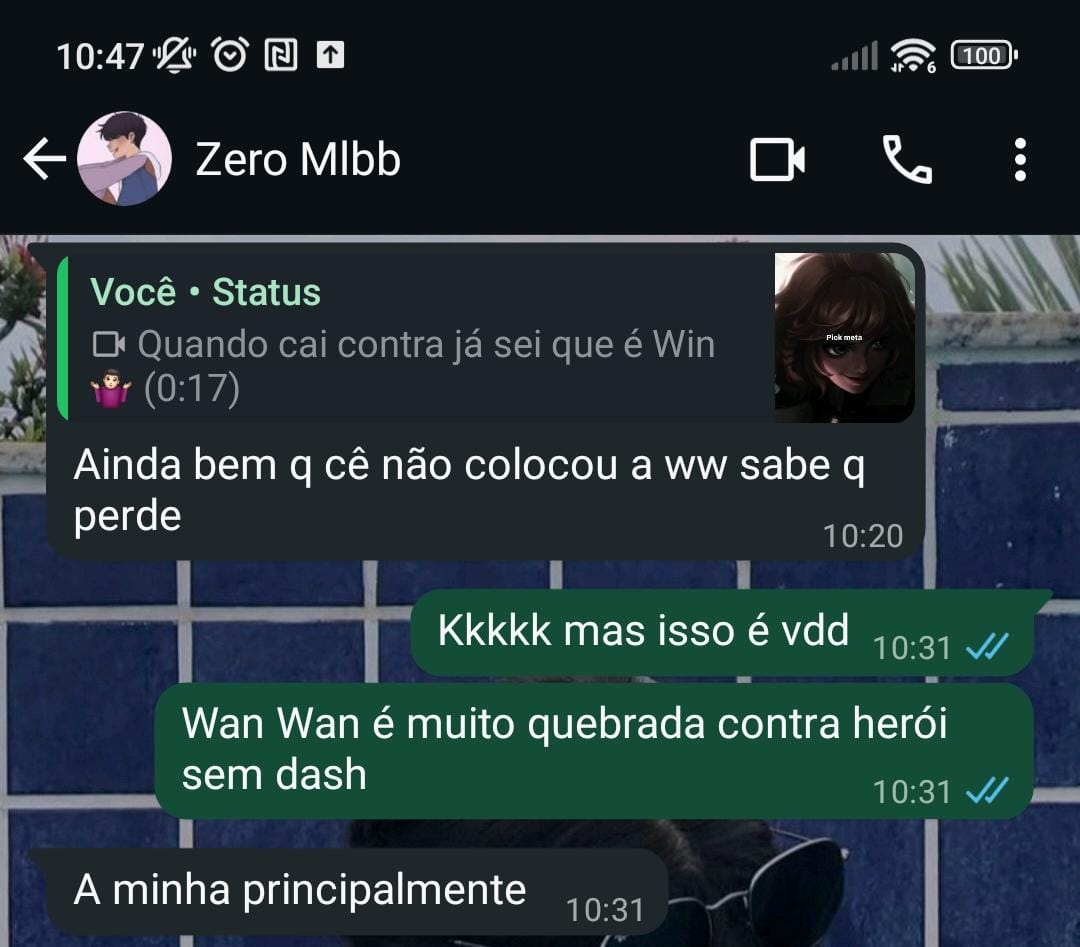 10:47
100
6
Zero Mlbb
Você • Status
Quando cai contra já sei que é Win
🤷🏻‍♂️ (0:17)
Pick meta
Ainda bem q cê não colocou a ww sabe q
perde
10:20
Kkkkk mas isso é vdd
10:31
Wan Wan é muito quebrada contra herói
sem dash
10:31
A minha principalmente
10:31